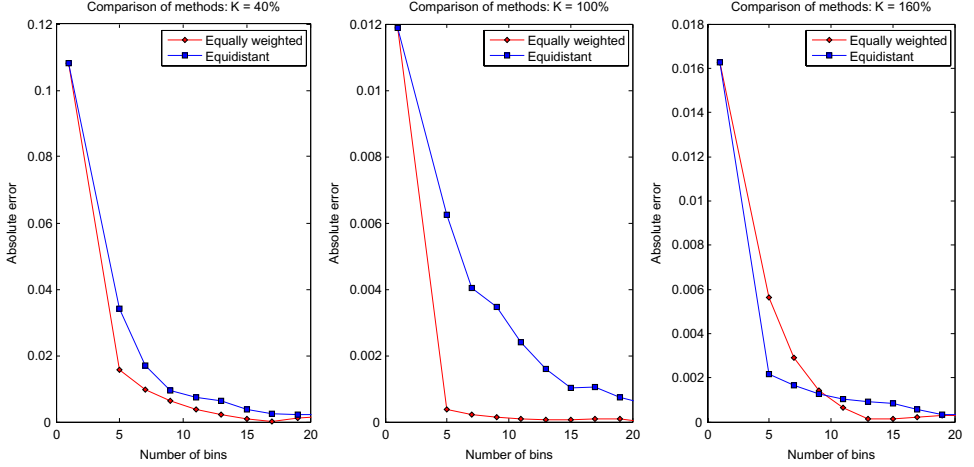 Comparison of methods: K = 40%
0.12
0.1
0.12
0.06
0.04
0.02
0
Absolute error
Equally weighted
Equidistant
0
5
10
15
20
Number of bins
Comparison of methods: K = 100%
0.012
0.01
0.012
0.006
0.004
0.002
0
Absolute error
Equally weighted
Equidistant
0
5
10
15
20
Number of bins
Comparison of methods: K = 160%
0.018
0.016
0.014
0.012
0.01
0.008
0.006
0.004
0.002
0
Absolute error
Equally weighted
Equidistant
0
5
10
15
20
Number of bins